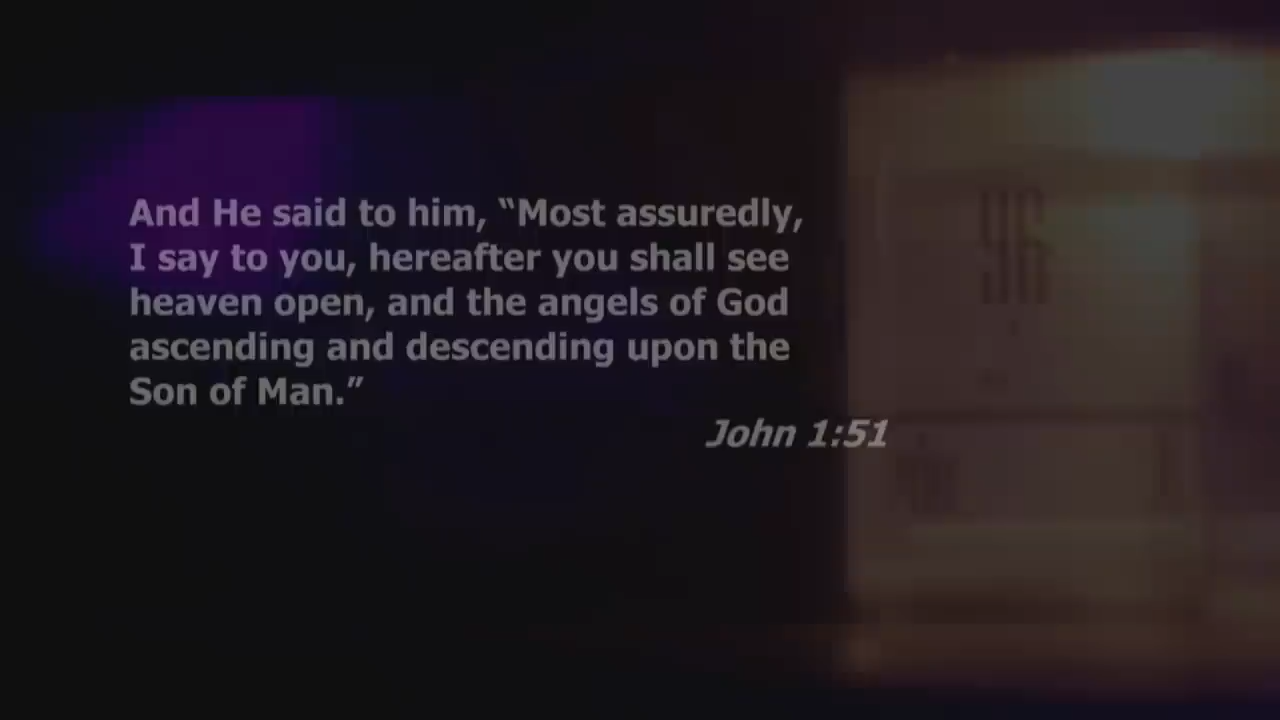 And He said to him, “Most assuredly,
I say to you, hereafter you shall see
heaven open, and the angels of God
ascending and descending upon the
Son of Man.”
John 1:51